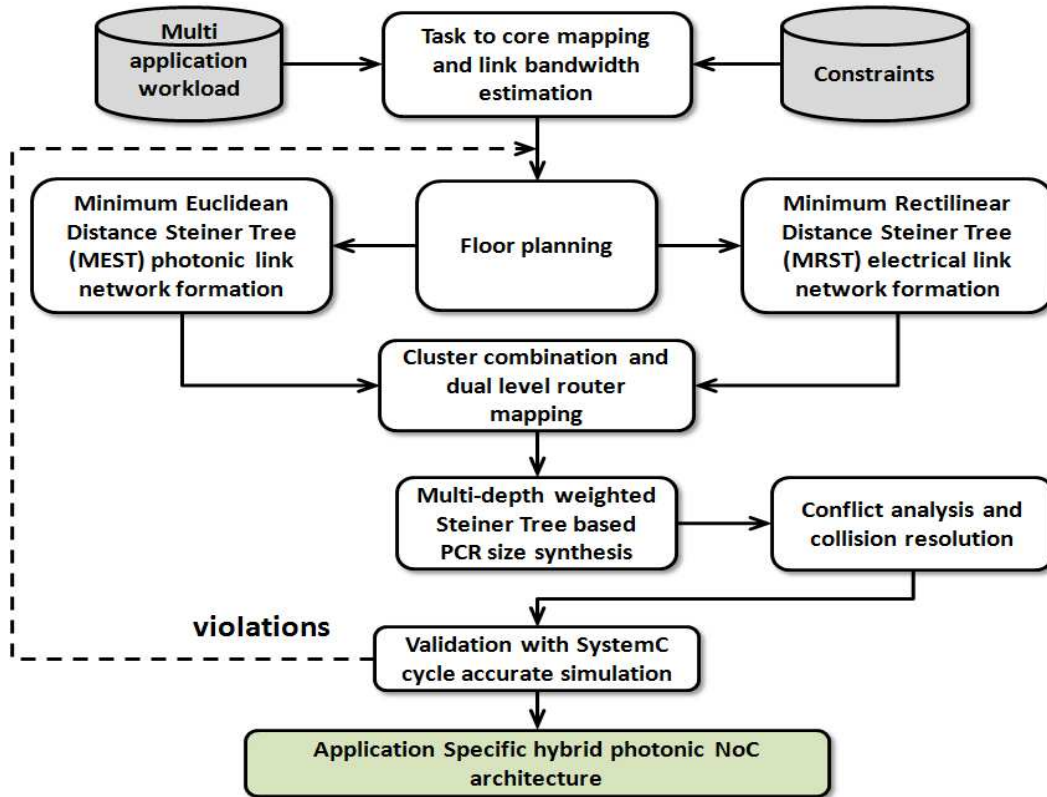 Multi
application
workload
Task to core mapping
and link bandwidth
estimation
Constraints
Minimum Euclidean
Distance Steiner Tree
(MEST) photonic link
network formation
Floor planning
Minimum Rectilinear
Distance Steiner Tree
(MRST) electrical link
network formation
Cluster combination and
dual level router
mapping
Multi-depth weighted
Steiner Tree based
PCR size synthesis
Conflict analysis and
collision resolution
violations
Validation with SystemC
cycle accurate simulation
Application Specific hybrid photonic NoC
architecture